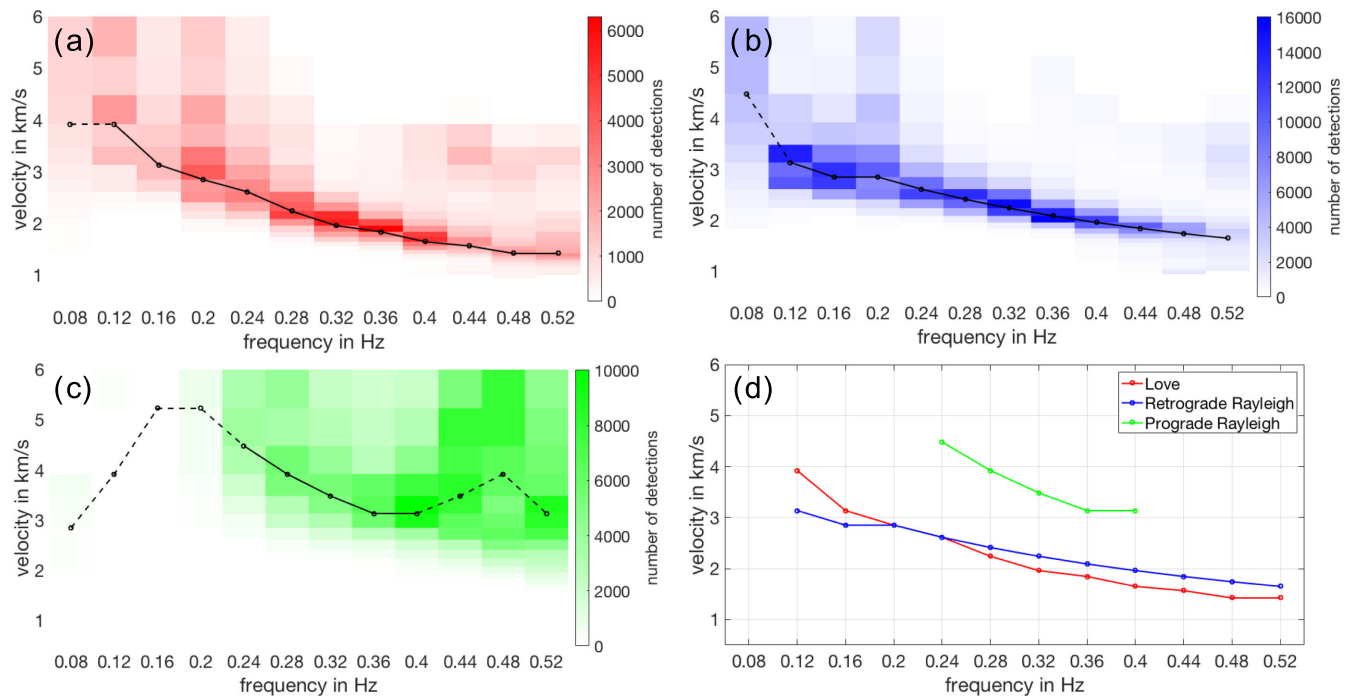 (a)
6
5
4
3
2
1
velocity in km/s
0.08 0.12 0.16 0.2 0.24 0.28 0.32 0.36 0.4 0.44 0.48 0.52
frequency in Hz
6000
5000
4000
3000
2000
1000
0
number of detections
(b)
6
5
4
3
2
1
velocity in km/s
0.08 0.12 0.16 0.2 0.24 0.28 0.32 0.36 0.4 0.44 0.48 0.52
frequency in Hz
16000
14000
12000
10000
8000
6000
4000
2000
0
number of detections
(c)
6
5
4
3
2
1
velocity in km/s
0.08 0.12 0.16 0.2 0.24 0.28 0.32 0.36 0.4 0.44 0.48 0.52
frequency in Hz
10000
8000
6000
4000
2000
0
number of detections
(d)
6
5
4
3
2
1
velocity in km/s
Love
Retrograde Rayleigh
Prograde Rayleigh
0.08 0.12 0.16 0.2 0.24 0.28 0.32 0.36 0.4 0.44 0.48 0.52
frequency in Hz